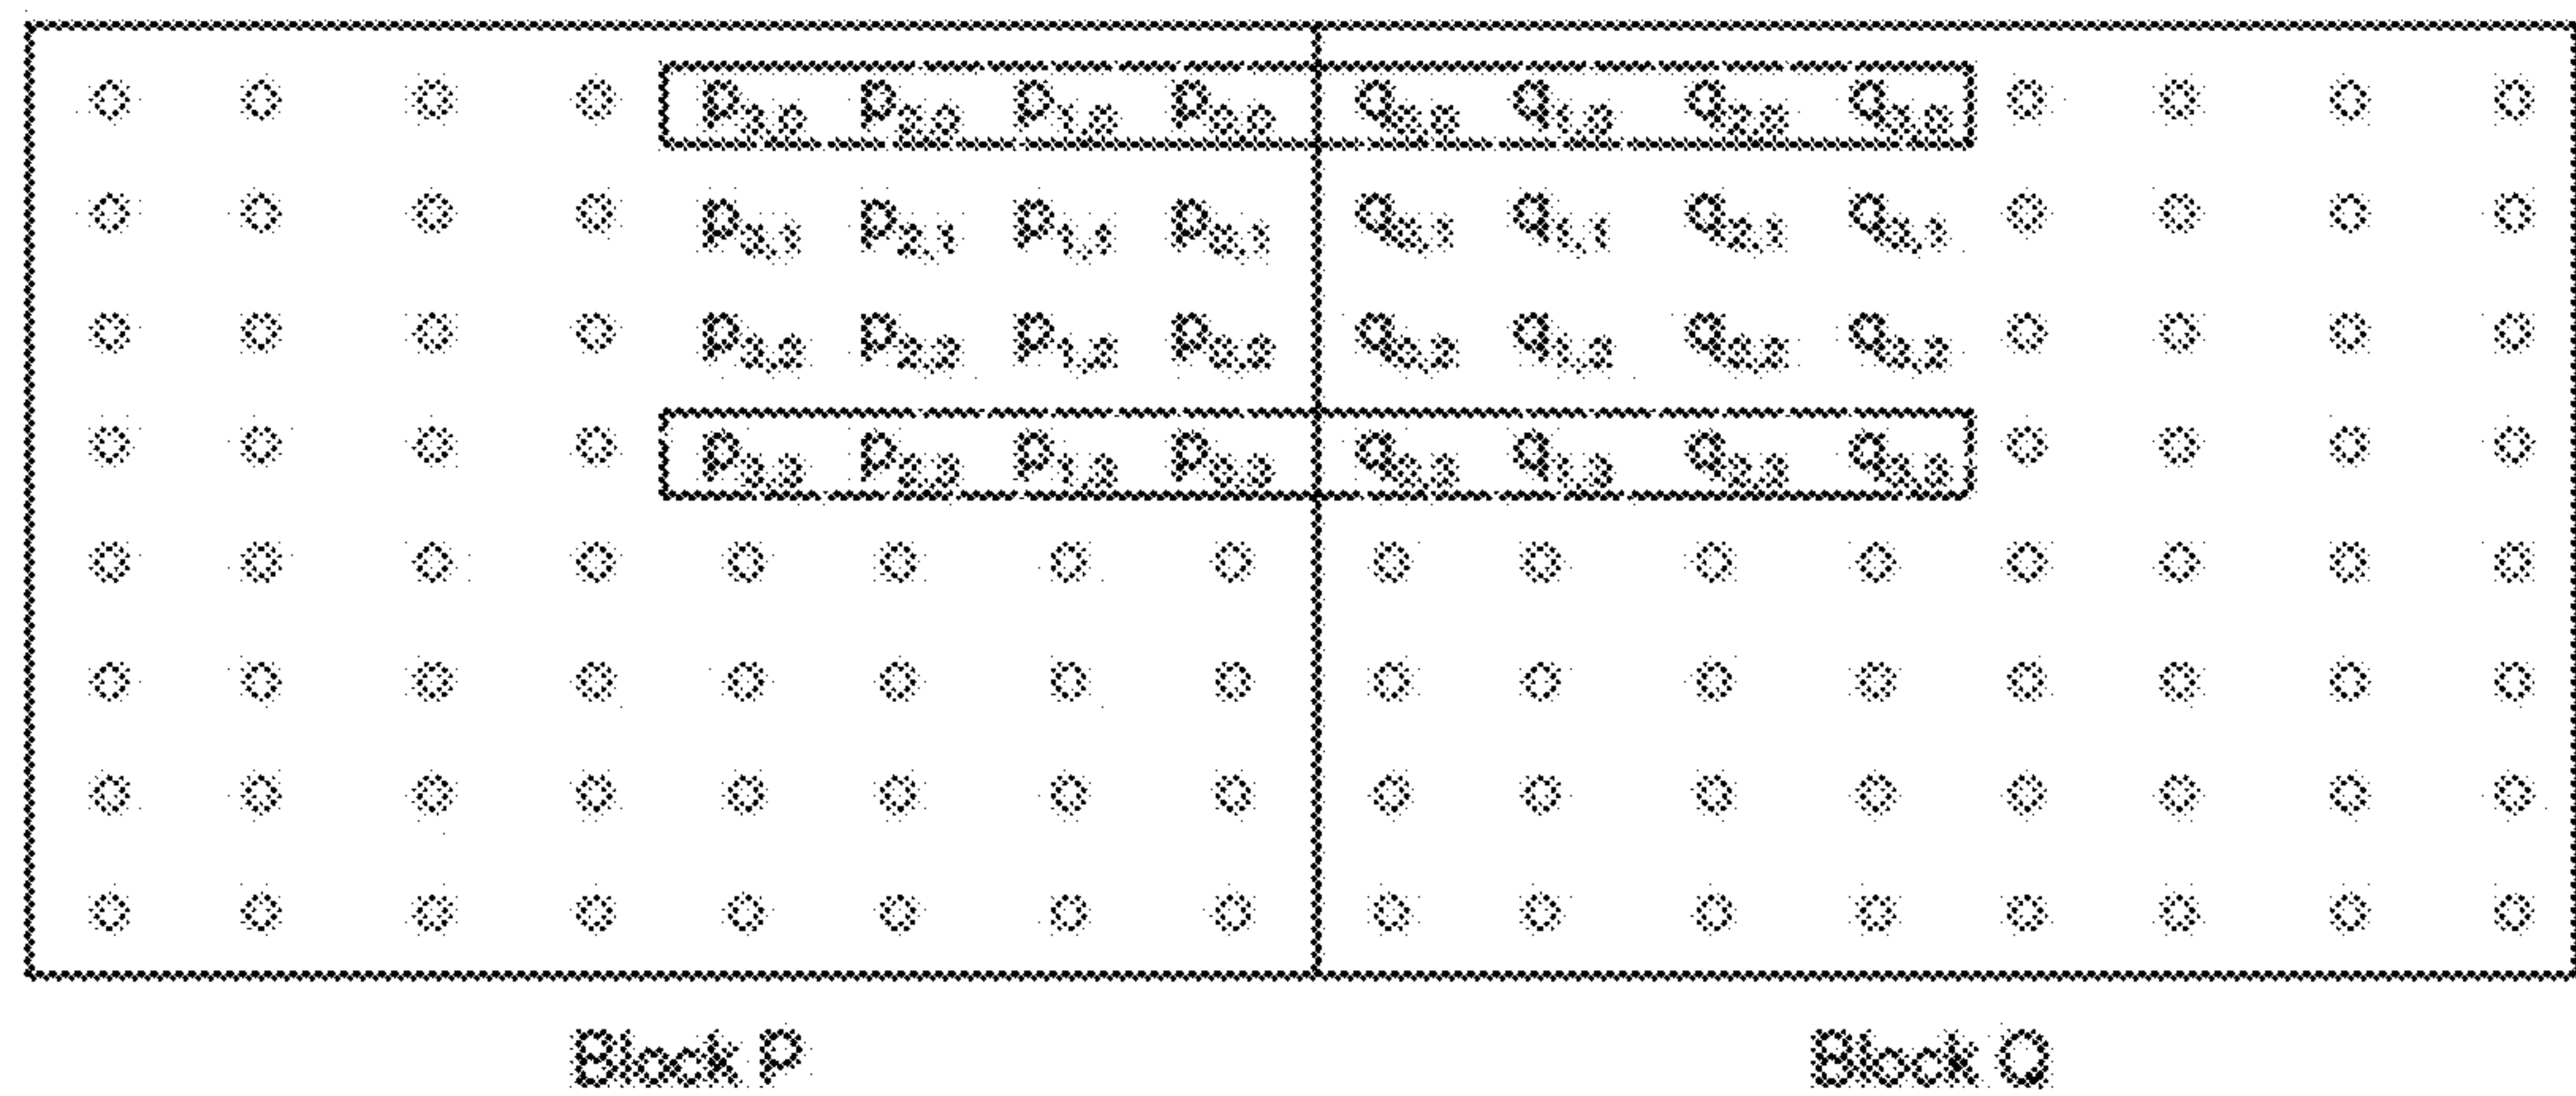 p3,0 p2,0 p1,0 p0,0 q0,0 q1,0 q2,0 q3,0
p3,1 p2,1 p1,1 p0,1 q0,1 q1,1 q2,1 q3,1
p3,2 p2,2 p1,2 p0,2 q0,2 q1,2 q2,2 q3,2
p3,3 p2,3 p1,3 p0,3 q0,3 q1,3 q2,3 q3,3
Block P Block Q